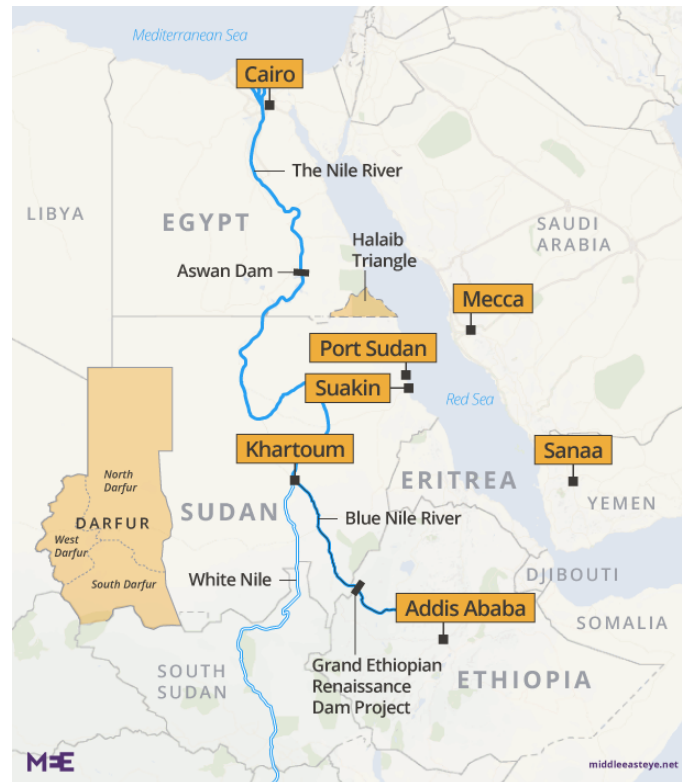 Mediterranean Sea
Cairo
The Nile River
LIBYA
EGYPT
SAUDI
ARABIA
Halaib
Triangle
Aswan Dam
Mecca
Port Sudan
Suakin
Red Sea
Khartoum
Sanaa
ERITREA
North
Darfur
SUDAN
YEMEN
DARFUR
Blue Nile River
West
Darfur
South Darfur
White Nile
DJIBOUTI
Addis Ababa
SOMALIA
SOUTH
SUDAN
Grand Ethiopian
Renaissance
Dam Project
ETHIOPIA
MEE
middleeasteye.net